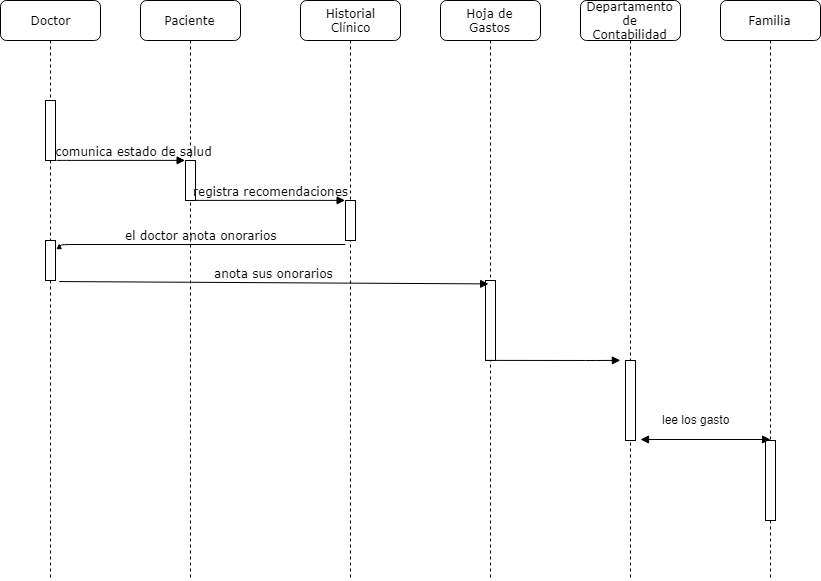 Doctor
Paciente
Historial
Clínico
Hoja de
Gastos
Departamento
de
Contabilidad
Familia
comunica estado de salud
registra recomendaciones
el doctor anota onorarios
anota sus onorarios
lee los gasto